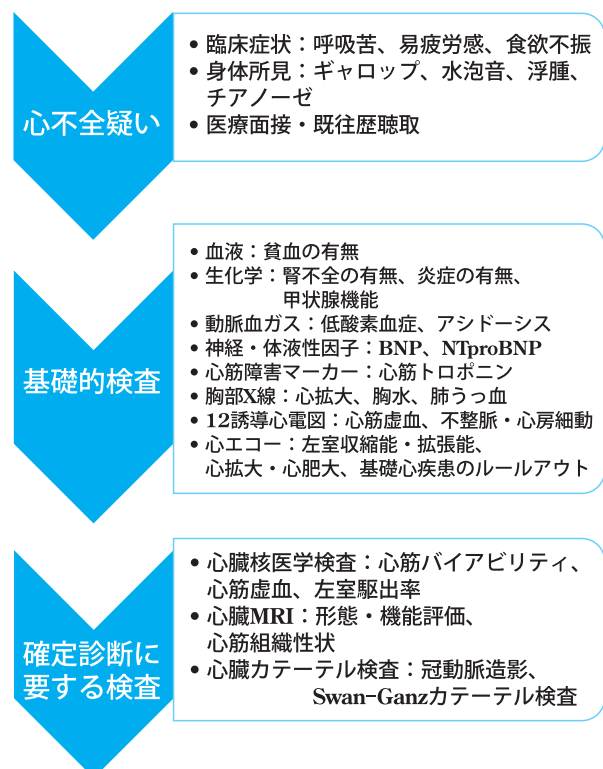 心不全疑い
• 臨床症状：呼吸苦、易疲労感、食欲不振
• 身体所見：ギャロップ、水泡音、浮腫、
チアノーゼ
• 医療面接・既往歴聴取
基礎的検査
• 血液：貧血の有無
• 生化学：腎不全の有無、炎症の有無、
甲状腺機能
• 動脈血ガス：低酸素血症、アシドーシス
• 神経・体液性因子：BNP、NTproBNP
• 心筋障害マーカー：心筋トロポニン
• 胸部X線：心拡大、胸水、肺うっ血
• 12誘導心電図：心筋虚血、不整脈・心房細動
• 心エコー：左室収縮能・拡張能、
心拡大・心肥大、基礎心疾患のルールアウト
確定診断に
要する検査
• 心臓核医学検査：心筋バイアビリティ、
心筋虚血、左室駆出率
• 心臓MRI：形態・機能評価、
心筋組織性状
• 心臓カテーテル検査：冠動脈造影、
Swan-Ganzカテーテル検査